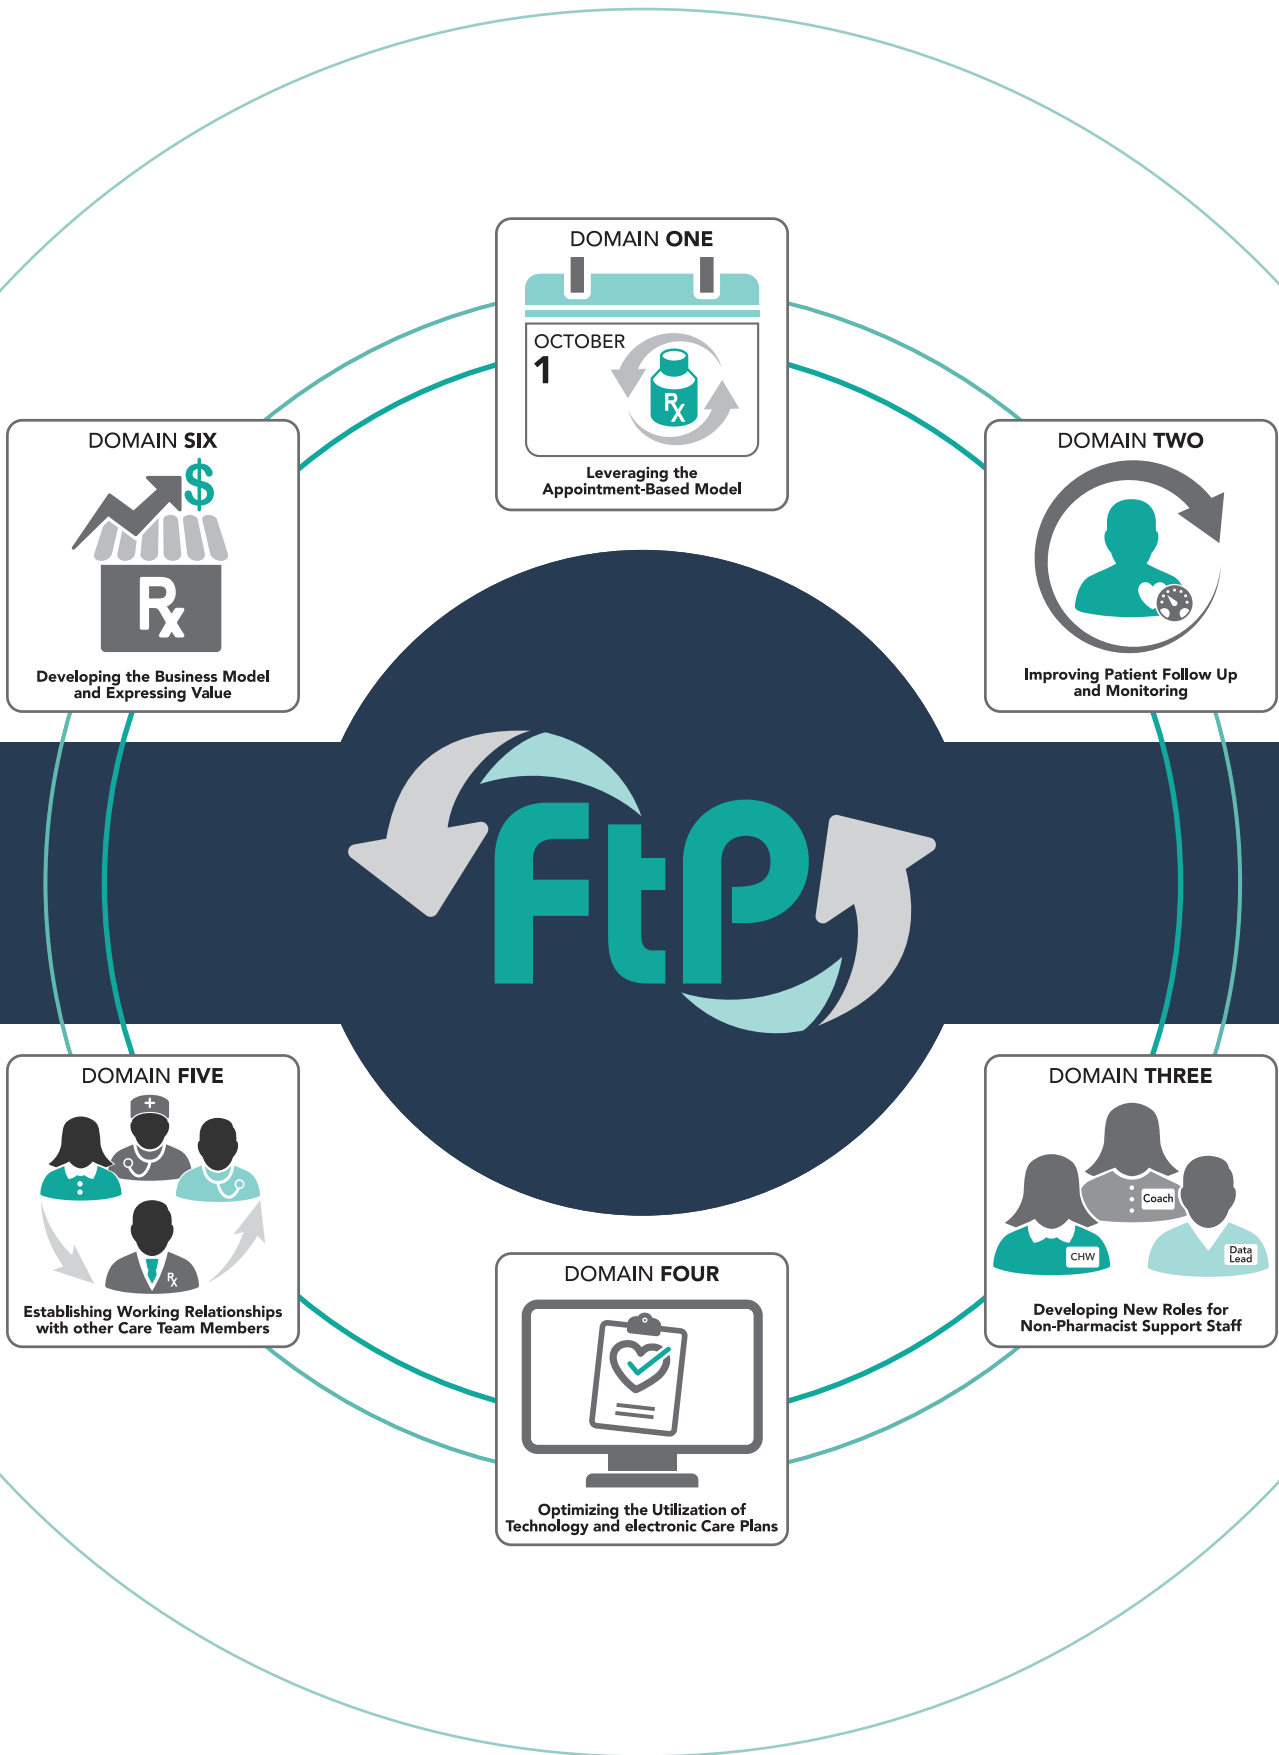 DOMAIN ONE
OCTOBER
1
Rx
Leveraging the
Appointment-Based Model
DOMAIN TWO
Improving Patient Follow Up
and Monitoring
DOMAIN THREE
Coach
CHW
Data
Lead
Developing New Roles for
Non-Pharmacist Support Staff
DOMAIN FOUR
Optimizing the Utilization of
Technology and electronic Care Plans
DOMAIN FIVE
Rx
Establishing Working Relationships
with other Care Team Members
DOMAIN SIX
$
Rx
Developing the Business Model
and Expressing Value
FtP